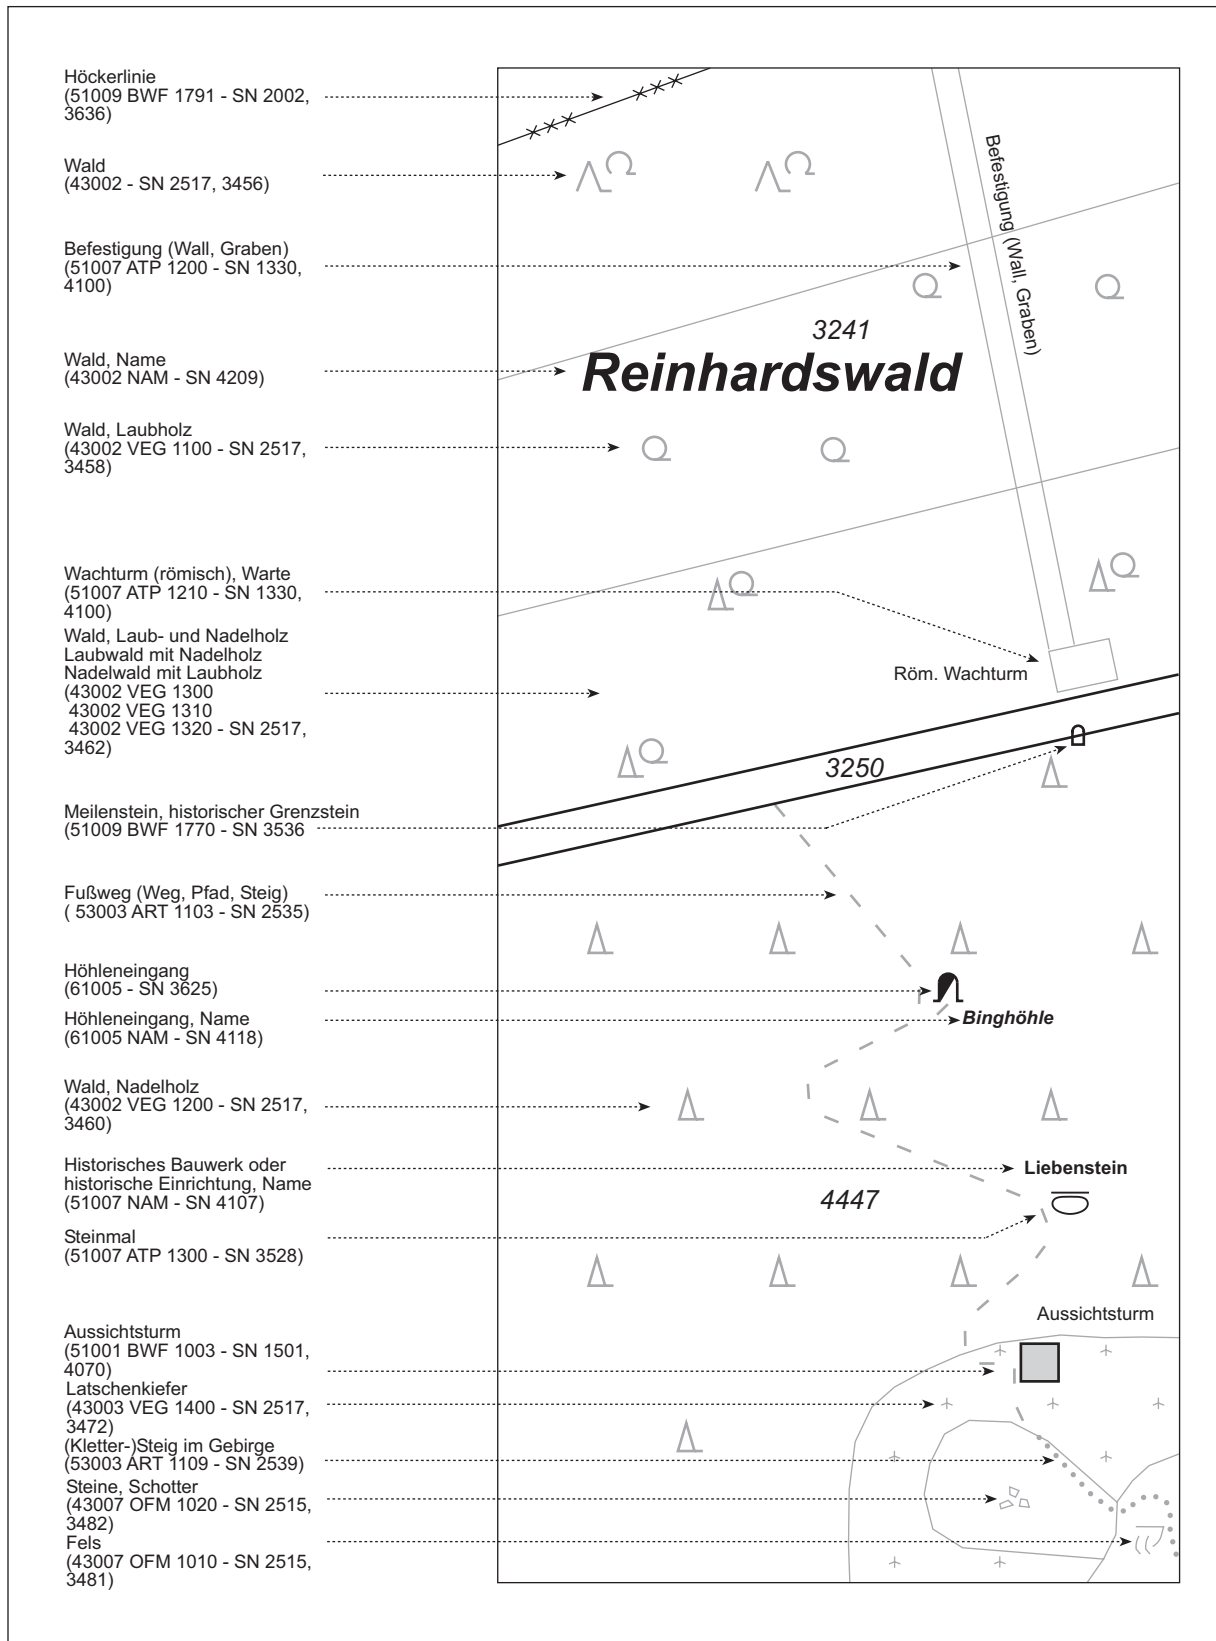 Höckerlinie
(51009 BWF 1791 - SN 2002,
3636)
Wald
(43002 - SN 2517, 3456)
Befestigung (Wall, Graben)
(51007 ATP 1200 - SN 1330,
4100)
Wald, Name
(43002 NAM - SN 4209)
Wald, Laubholz
(43002 VEG 1100 - SN 2517,
3458)
Wachturm (römisch), Warte
(51007 ATP 1210 - SN 1330,
4100)
Wald, Laub- und Nadelholz
Laubwald mit Nadelholz
Nadelwald mit Laubholz
(43002 VEG 1300
43002 VEG 1310
43002 VEG 1320 - SN 2517,
3462)
Meilenstein, historischer Grenzstein
(51009 BWF 1770 - SN 3536
Fußweg (Weg, Pfad, Steig)
( 53003 ART 1103 - SN 2535)
Höhleneingang
(61005 - SN 3625)
Höhleneingang, Name
(61005 NAM - SN 4118)
Wald, Nadelholz
(43002 VEG 1200 - SN 2517,
3460)
Historisches Bauwerk oder
historische Einrichtung, Name
(51007 NAM - SN 4107)
Steinmal
(51007 ATP 1300 - SN 3528)
Aussichtsturm
(51001 BWF 1003 - SN 1501,
4070)
Latschenkiefer
(43003 VEG 1400 - SN 2517,
3472)
(Kletter-)Steig im Gebirge
(53003 ART 1109 - SN 2539)
Steine, Schotter
(43007 OFM 1020 - SN 2515,
3482)
Fels
(43007 OFM 1010 - SN 2515,
3481)
Befestigung (Wall, Graben)
3241
Reinhardswald
Röm. Wachturm
3250
Binghöhle
Liebenstein
4447
Aussichtsturm